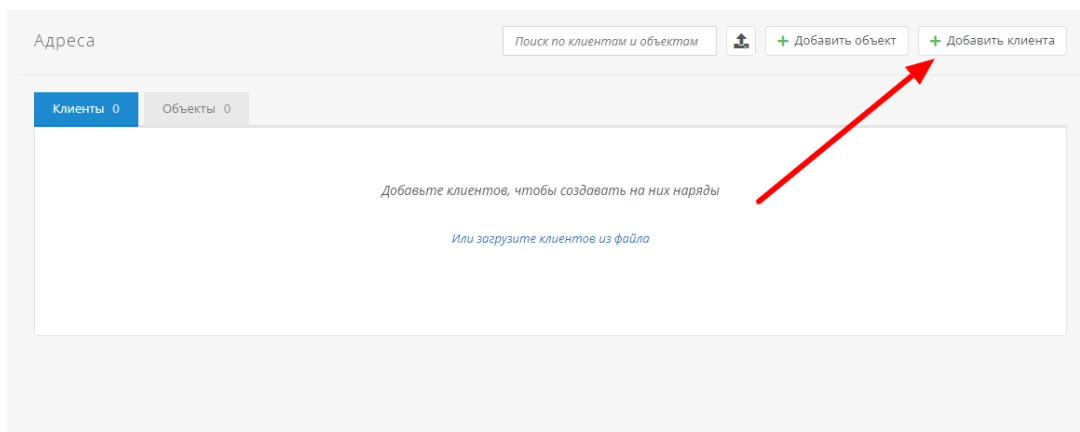 Адреса
Поиск по клиентам и объектам
+ Добавить объект
+ Добавить клиента
Клиенты 0
Объекты 0
Добавьте клиентов, чтобы создавать на них наряды
Или загрузите клиентов из файла